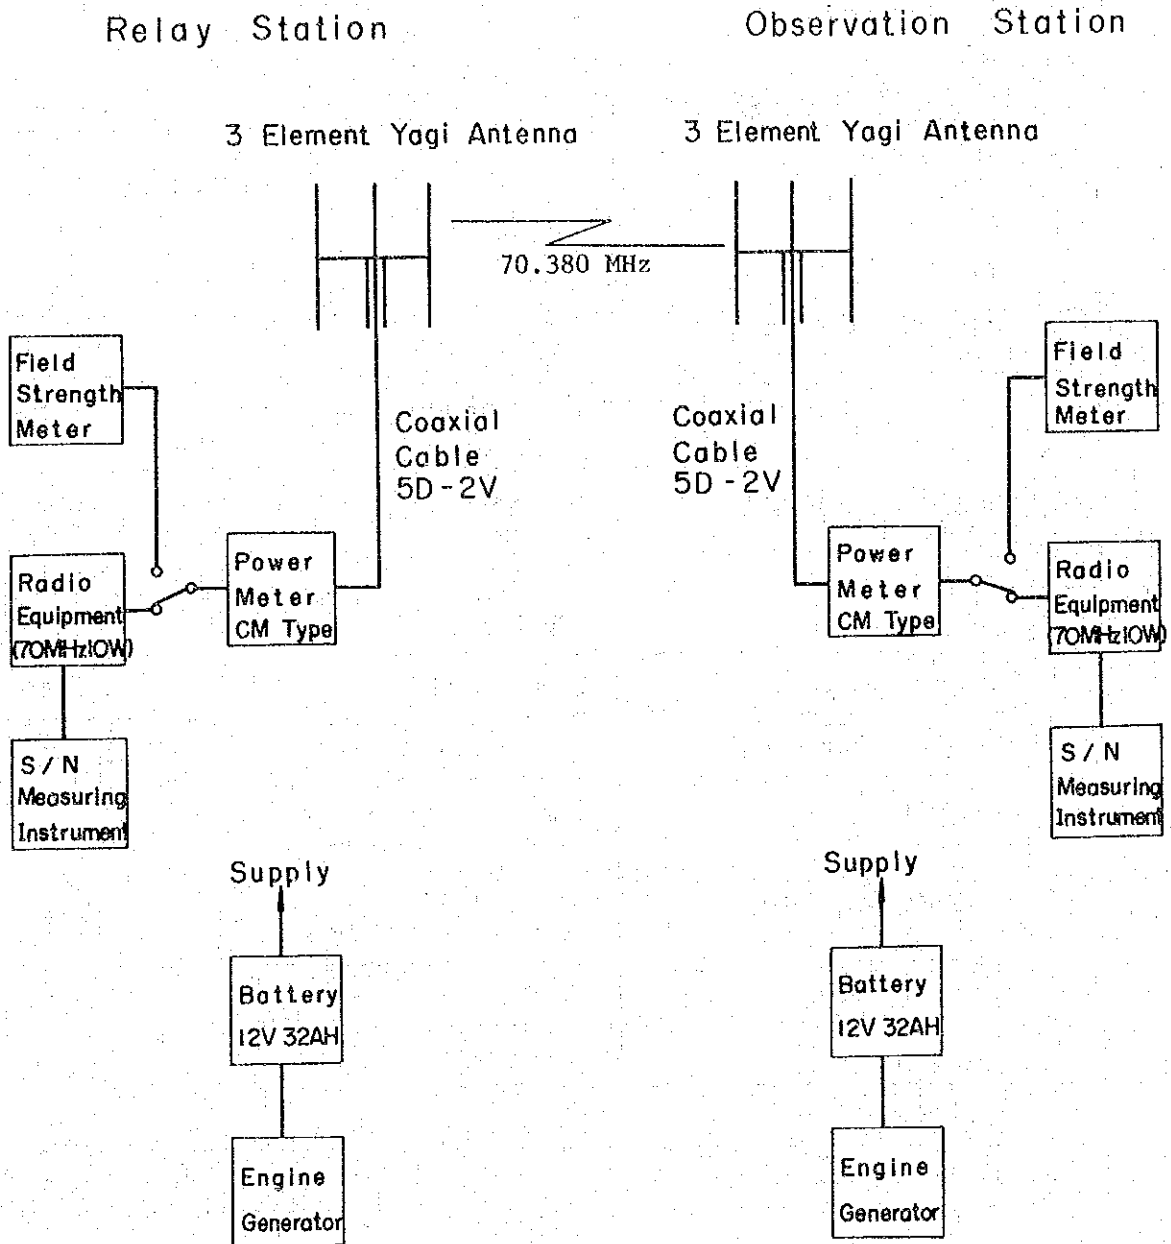 Relay Station
Observation Station
3 Element Yagi Antenna
3 Element Yagi Antenna
70.380 MHz
Field
Strength
Meter
Coaxial
Cable
5D-2V
Coaxial
Cable
5D-2V
Field
Strength
Meter
Radio
Equipment
(70MHz10W)
Power
Meter
CM Type
Power
Meter
CM Type
Radio
Equipment
(70MHz10W)
S/N
Measuring
Instrument
S/N
Measuring
Instrument
Supply
Battery
12V 32AH
Engine
Generator
Supply
Battery
12V 32AH
Engine
Generator